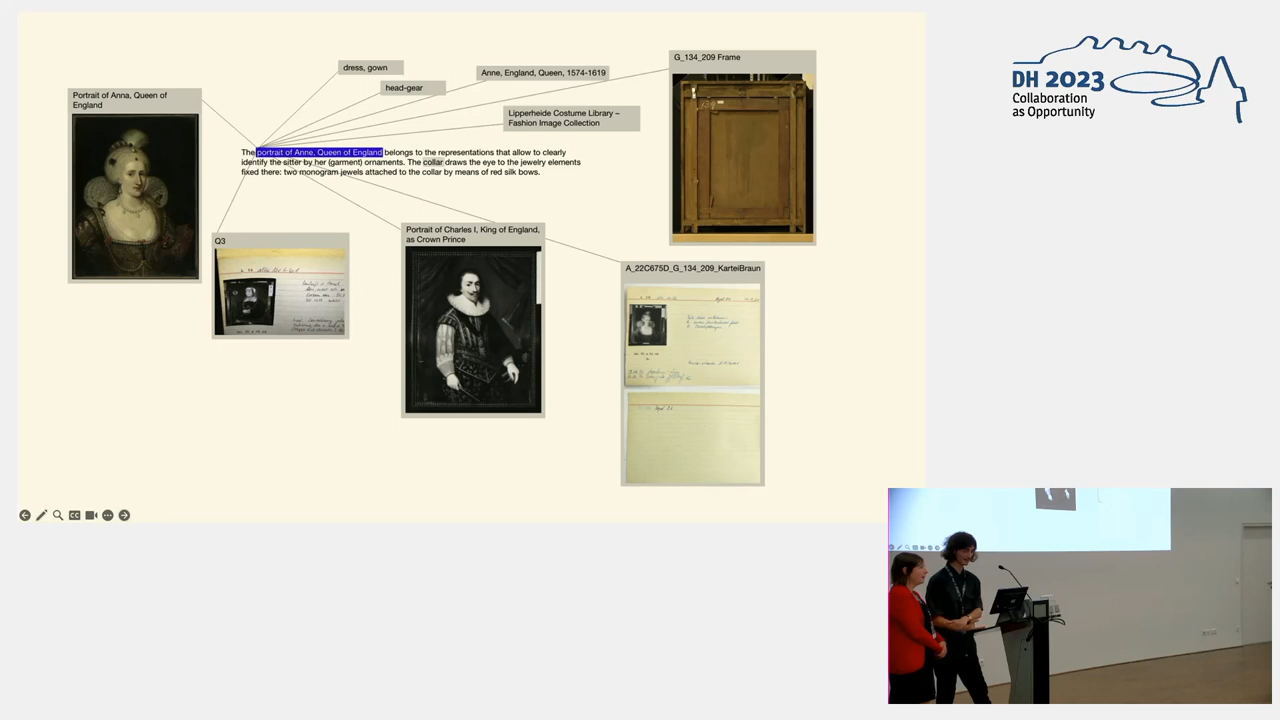 dress, gown
head-gear
Anne, England, Queen, 1574-1619
G_134_209 Frame
Portrait of Anna, Queen of
England
Lipperheide Costume Library –
Fashion Image Collection
The portrait of Anne, Queen of England belongs to the representations that allow to clearly
identify the sitter by her (garment) ornaments. The collar draws the eye to the jewelry elements
fixed there: two monogram jewels attached to the collar by means of red silk bows.
Q3
Portrait of Charles I, King of England,
as Crown Prince
A_22C675D_G_134_209_KarteiBraun
DH 2023
Collaboration
as Opportunity